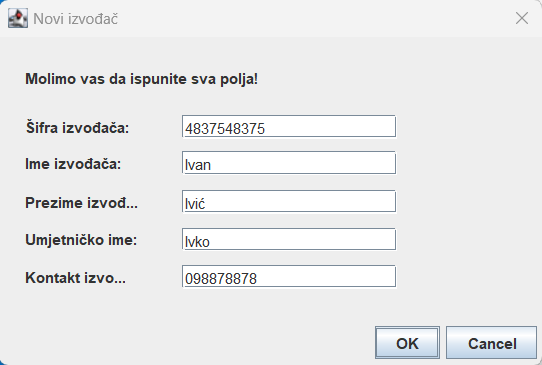 Novi izvođač
Molimo vas da ispunite sva polja!
Šifra izvođača: 4837548375
Ime izvođača: Ivan
Prezime izvođ... Ivić
Umjetničko ime: Ivko
Kontakt izvo... 098878878
OK Cancel